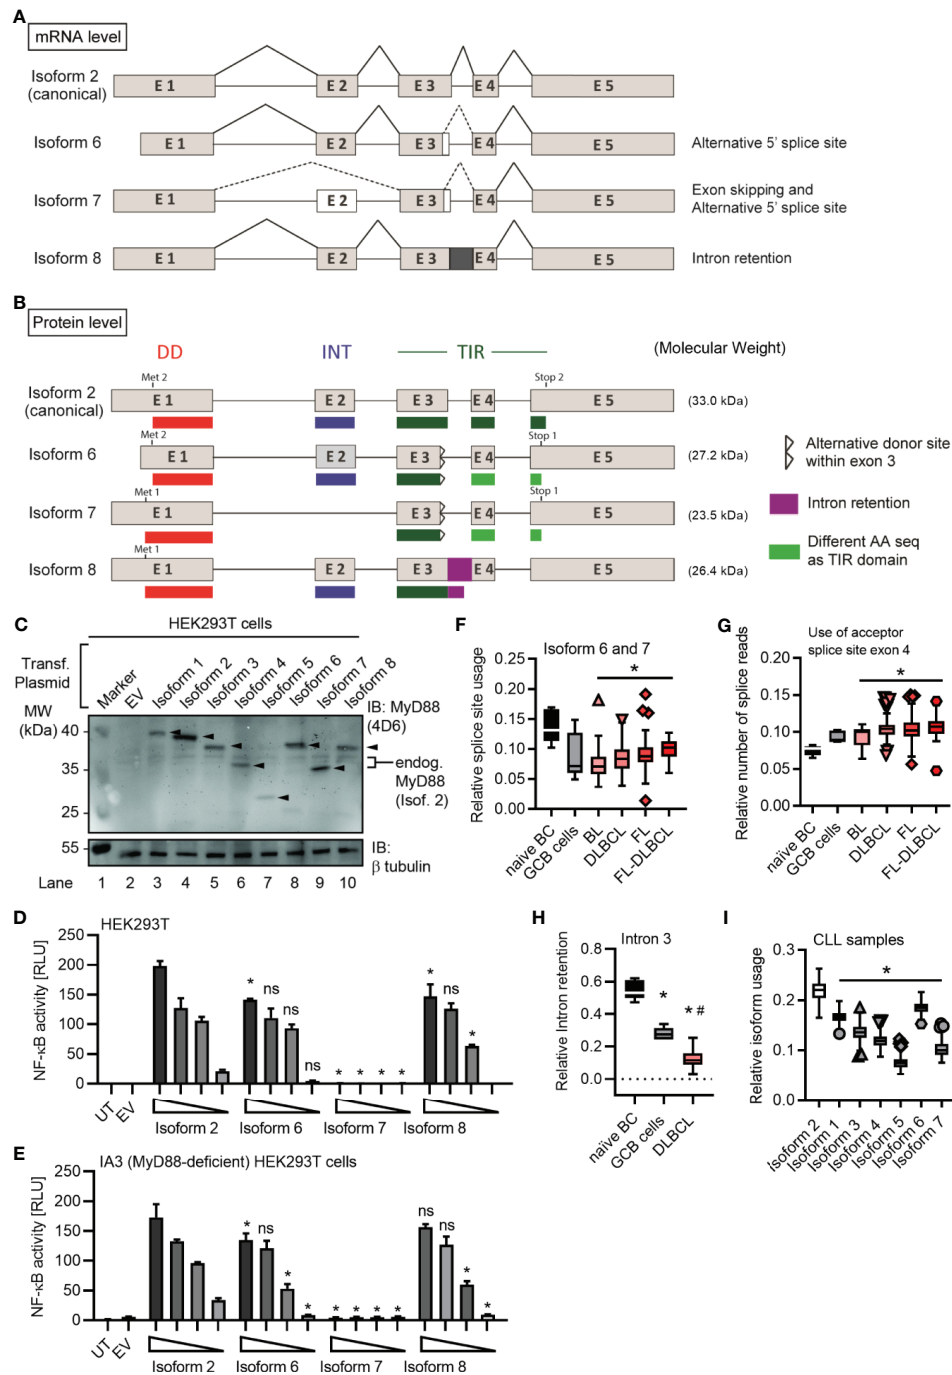 A
mRNA level
Isoform 2
(canonical)
E 1
E 2
E 3
E 4
E 5
Isoform 6
E 1
E 2
E 3
E 4
E 5
Alternative 5' splice site
Isoform 7
E 1
E 2
E 3
E 4
E 5
Exon skipping and
Alternative 5' splice site
Isoform 8
E 1
E 2
E 3
E 4
E 5
Intron retention
B
Protein level
DD
INT
TIR
(Molecular Weight)
Isoform 2
(canonical)
Met 2
E 1
E 2
E 3
E 4
Stop 2
E 5
(33.0 kDa)
Isoform 6
Met 2
E 1
E 2
E 3
E 4
Stop 1
E 5
(27.2 kDa)
Isoform 7
Met 1
E 1
E 3
E 4
Stop 1
E 5
(23.5 kDa)
Isoform 8
Met 1
E 1
E 2
E 3
E 4
E 5
(26.4 kDa)
Alternative donor site
within exon 3
Intron retention
Different AA seq
as TIR domain
C
HEK293T cells
Transf.
Plasmid
Marker
EV
Isoform 1
Isoform 2
Isoform 3
Isoform 4
Isoform 5
Isoform 6
Isoform 7
Isoform 8
MW
(kDa)
40
35
25
55
IB: MyD88
(4D6)
endog.
MyD88
(Isof. 2)
IB:
β tubulin
Lane
1 2 3 4 5 6 7 8 9 10
D
HEK293T
NF-κB activity [RLU]
250
200
150
100
50
0
* ns ns ns
* * * *
* ns *
UT
EV
Isoform 2
Isoform 6
Isoform 7
Isoform 8
E
IA3 (MyD88-deficient) HEK293T cells
NF-κB activity [RLU]
250
200
150
100
50
0
* ns * *
* * * *
ns ns * *
UT
EV
Isoform 2
Isoform 6
Isoform 7
Isoform 8
F
Isoform 6 and 7
Relative splice site usage
0.25
0.20
0.15
0.10
0.05
0.00
*
naïve BC
GCB cells
BL
DLBCL
FL
FL-DLBCL
G
Use of acceptor
splice site exon 4
Relative number of splice reads
0.20
0.15
0.10
0.05
0.00
*
naïve BC
GCB cells
BL
DLBCL
FL
FL-DLBCL
H
Intron 3
Relative Intron retention
0.8
0.6
0.4
0.2
0.0
*
* #
naïve BC
GCB cells
DLBCL
I
CLL samples
Relative isoform usage
0.3
0.2
0.1
0.0
*
Isoform 2
Isoform 1
Isoform 3
Isoform 4
Isoform 5
Isoform 6
Isoform 7